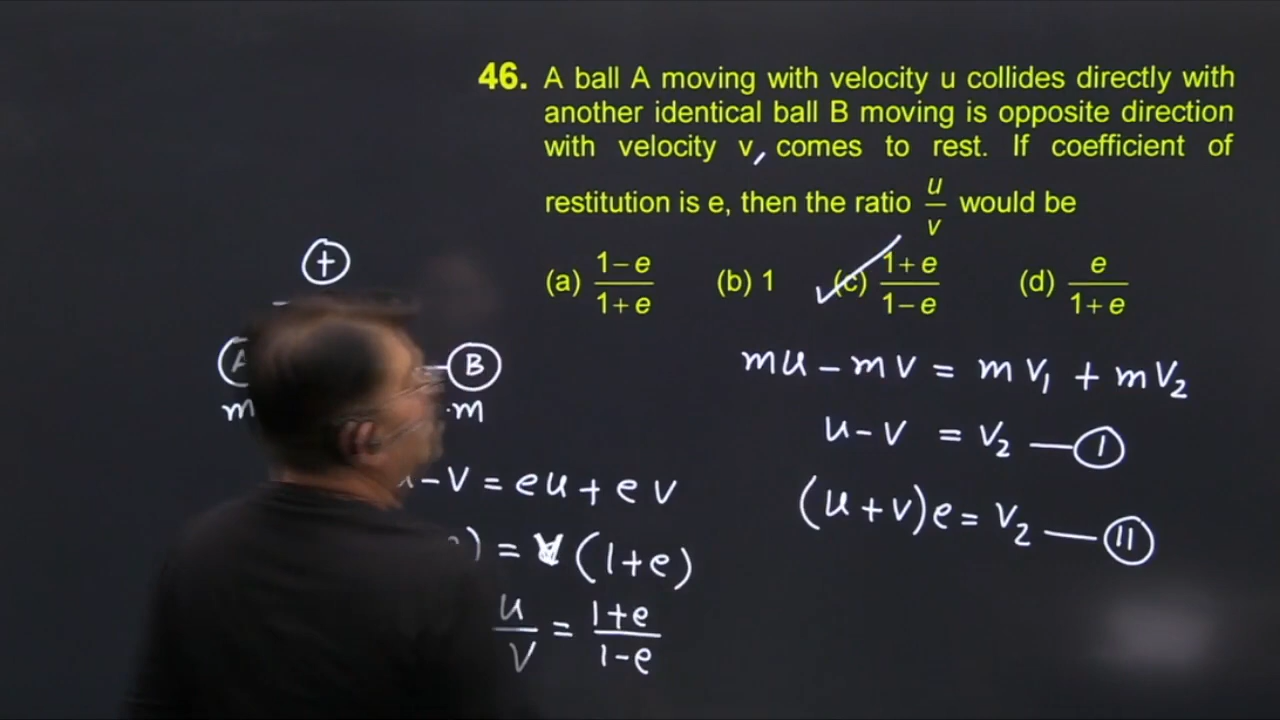 46. A ball A moving with velocity u collides directly with
another identical ball B moving is opposite direction
with velocity v, comes to rest. If coefficient of
restitution is e, then the ratio u/v would be
(a) 1–e/1+e (b) 1 (c) 1+e/1–e (d) e/1+e
+
A B
m m
mu – mv = mv₁ + mv₂
u – v = v₂ — I
(u+v)e = v₂ — II
–v = eu + ev
) = v(1+e)
u/v = 1+e/1–e